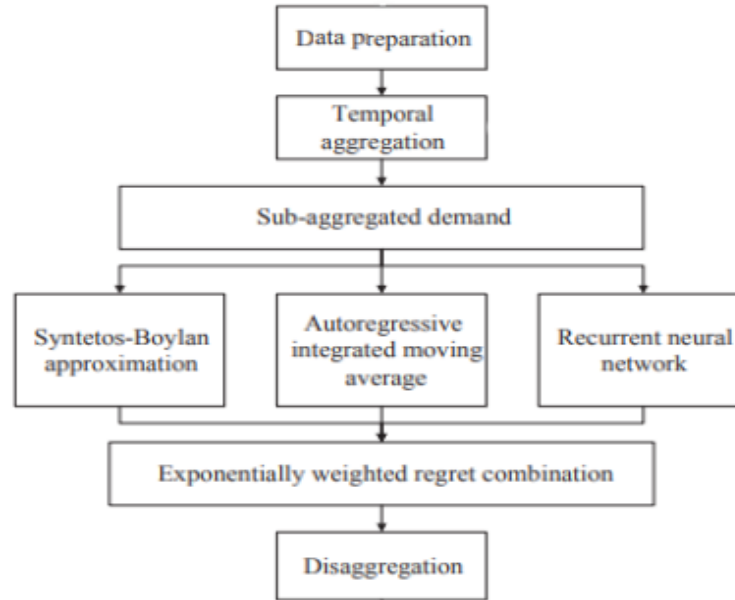 Data preparation
Temporal
aggregation
Sub-aggregated demand
Syntetos-Boylan
approximation
Autoregressive
integrated moving
average
Recurrent neural
network
Exponentially weighted regret combination
Disaggregation